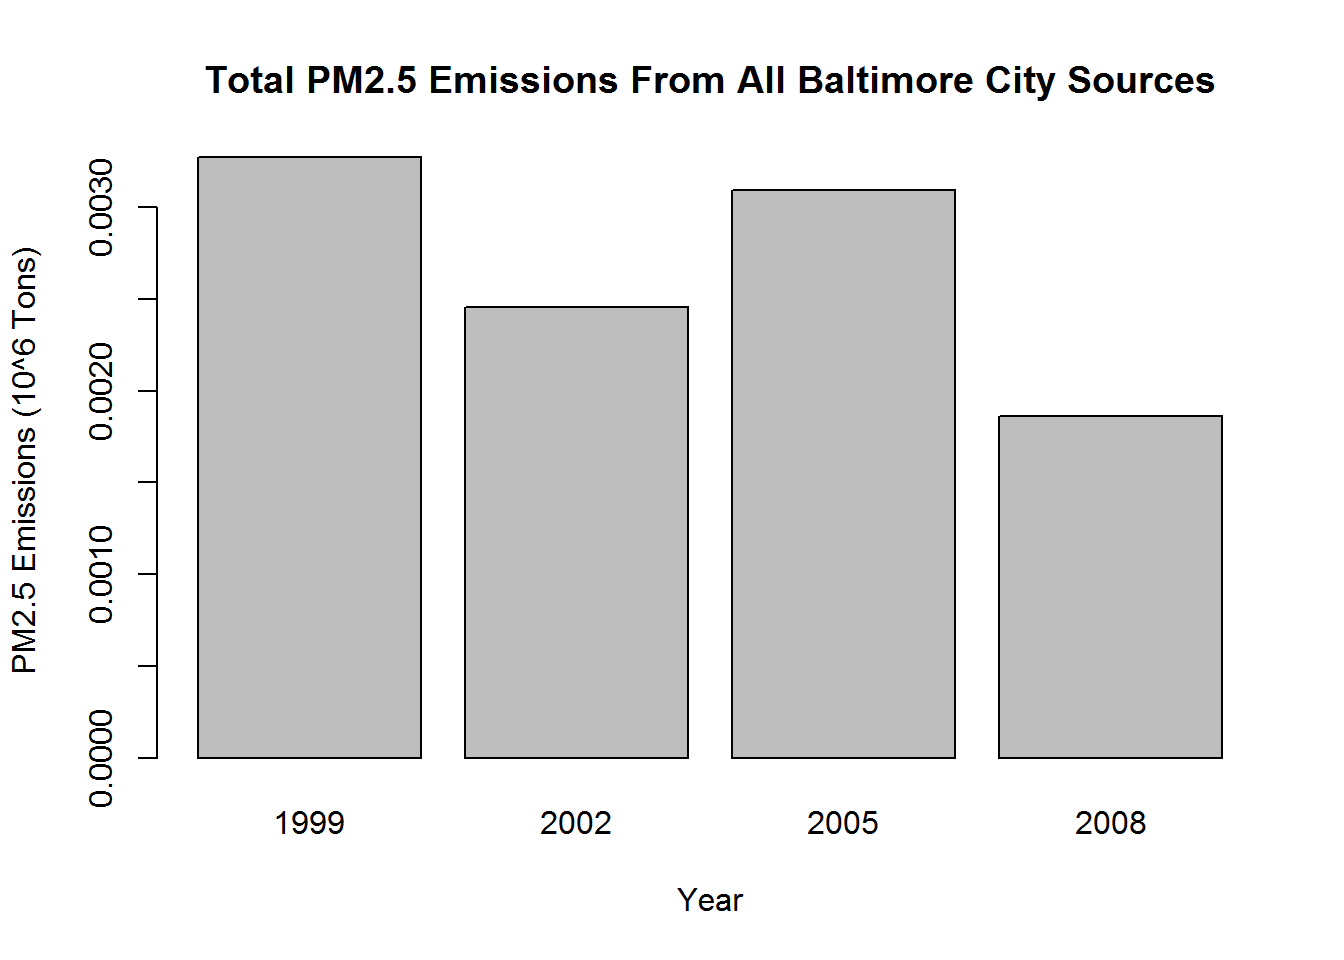 Total PM2.5 Emissions From All Baltimore City Sources
PM2.5 Emissions (10^6 Tons)
0.0030
0.0020
0.0010
0.0000
1999
2002
2005
2008
Year